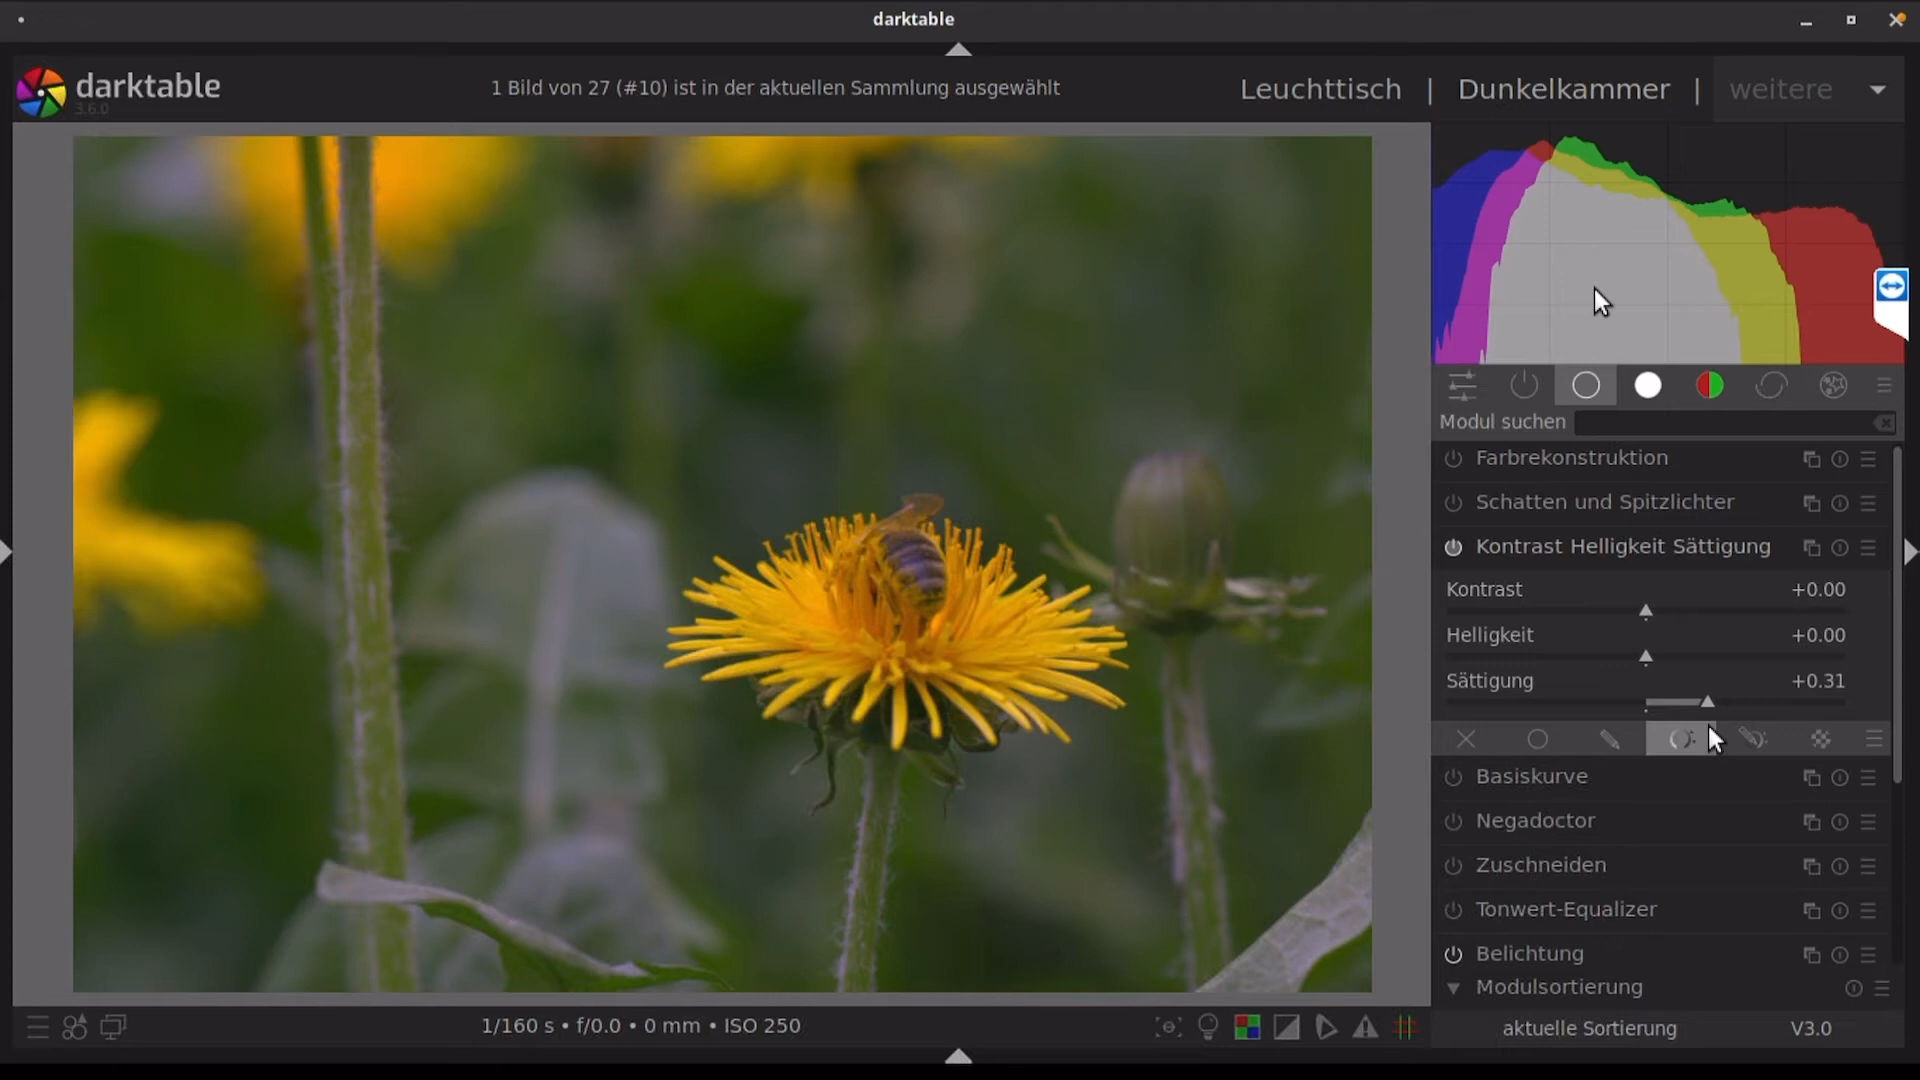 darktable
darktable
3.6.0
1 Bild von 27 (#10) ist in der aktuellen Sammlung ausgewählt
Leuchttisch | Dunkelkammer | weitere
Modul suchen
Farbrekonstruktion
Schatten und Spitzlichter
Kontrast Helligkeit Sättigung
Kontrast +0.00
Helligkeit +0.00
Sättigung +0.31
Basiskurve
Negadoctor
Zuschneiden
Tonwert-Equalizer
Belichtung
Modulsortierung
aktuelle Sortierung V3.0
1/160 s • f/0.0 • 0 mm • ISO 250